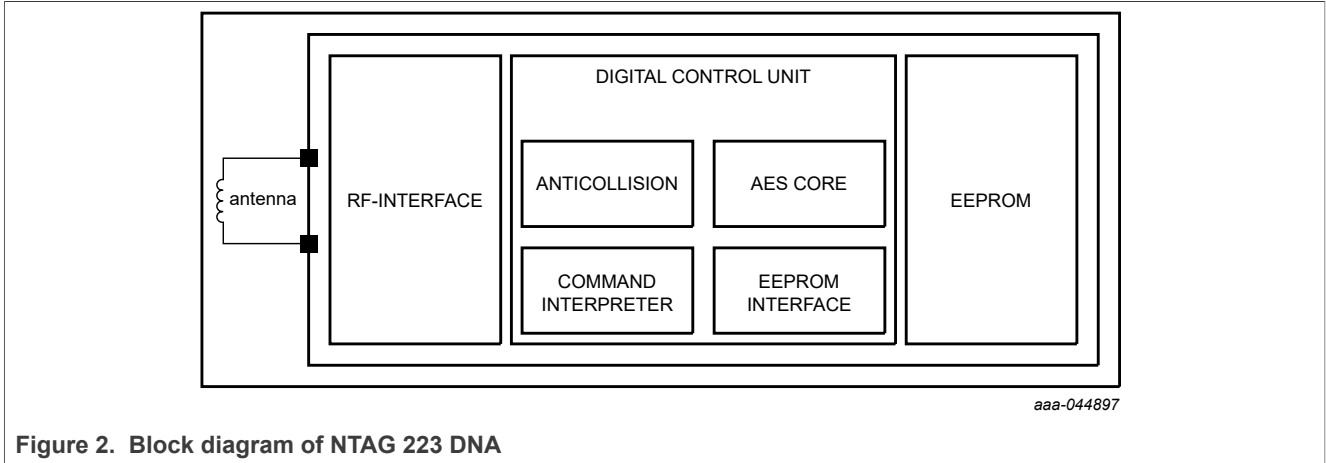 DIGITAL CONTROL UNIT
antenna
RF-INTERFACE
ANTICOLLISION
AES CORE
COMMAND
INTERPRETER
EEPROM
INTERFACE
EEPROM
aaa-044897
Figure 2. Block diagram of NTAG 223 DNA